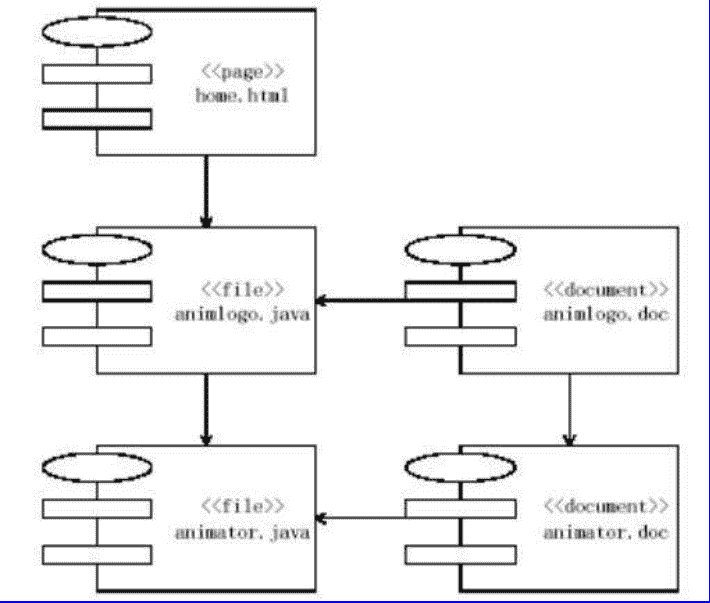 <<page>>
home.html
<<file>>
animlogo.java
<<document>>
animlogo.doc
<<file>>
animator.java
<<document>>
animator.doc